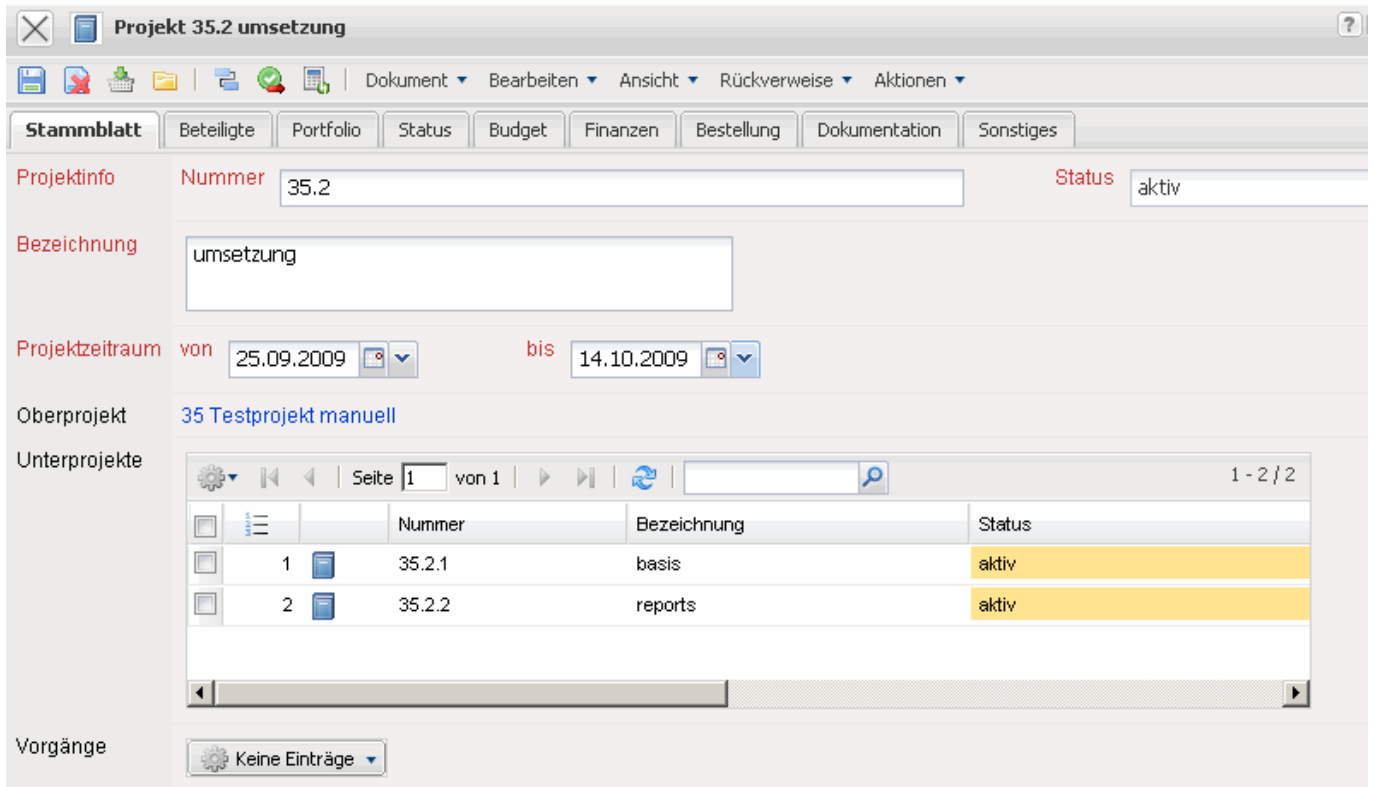 Projekt 35.2 umsetzung ?
Dokument Bearbeiten Ansicht Rückverweise Aktionen
Stammblatt Beteiligte Portfolio Status Budget Finanzen Bestellung Dokumentation Sonstiges
Projektinfo Nummer 35.2 Status aktiv
Bezeichnung umsetzung
Projektzeitraum von 25.09.2009 bis 14.10.2009
Oberprojekt 35 Testprojekt manuell
Unterprojekte Seite 1 von 1 1 - 2 / 2
Nummer Bezeichnung Status
1 35.2.1 basis aktiv
2 35.2.2 reports aktiv
Vorgänge Keine Einträge